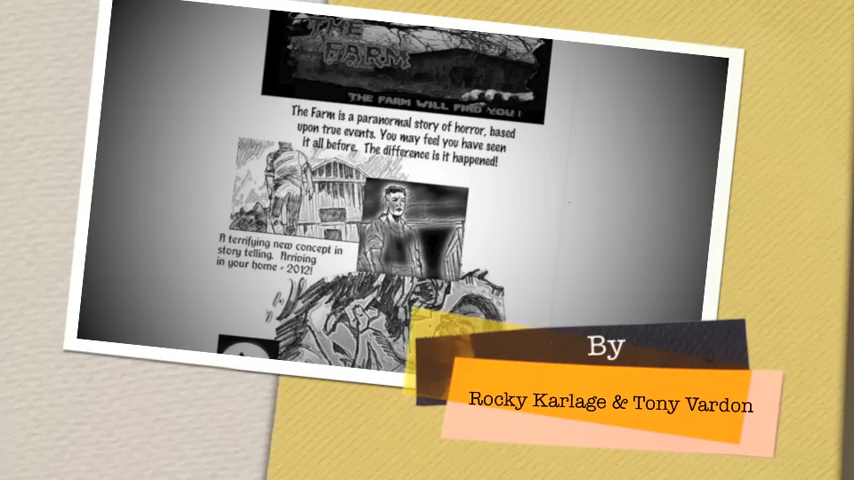 THE
FARM
THE FARM WILL FIND YOU!
The Farm is a paranormal story of horror, based
upon true events. You may feel you have seen
it all before. The difference is it happened!
A terrifying new concept in
story telling. Arriving
in your home - 2012!
By
Rocky Karlage & Tony Vardon